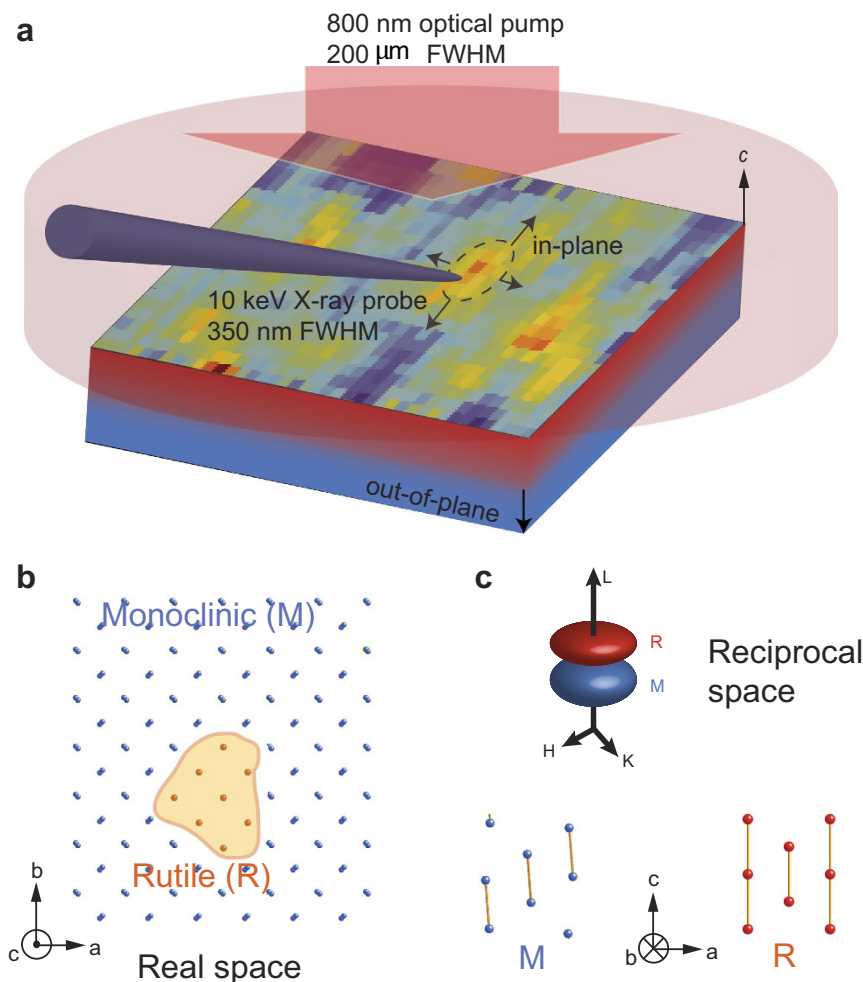 a
800 nm optical pump
200 μm FWHM
c
in-plane
10 keV X-ray probe
350 nm FWHM
out-of-plane
b
Monoclinic (M)
Rutile (R)
b
c
a
Real space
c
L
R
M
H
K
Reciprocal
space
M
c
b
a
R